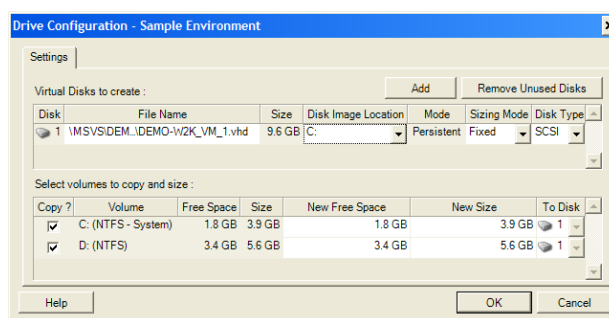 Drive Configuration - Sample Environment
Settings
Virtual Disks to create :
Add
Remove Unused Disks
Disk File Name Size Disk Image Location Mode Sizing Mode Disk Type
1 \MSVS\DEM..\DEMO-W2K_VM_1.vhd 9.6 GB C: Persistent Fixed SCSI
Select volumes to copy and size :
Copy ? Volume Free Space Size New Free Space New Size To Disk
C: (NTFS - System) 1.8 GB 3.9 GB 1.8 GB 3.9 GB 1
D: (NTFS) 3.4 GB 5.6 GB 3.4 GB 5.6 GB 1
Help
OK
Cancel